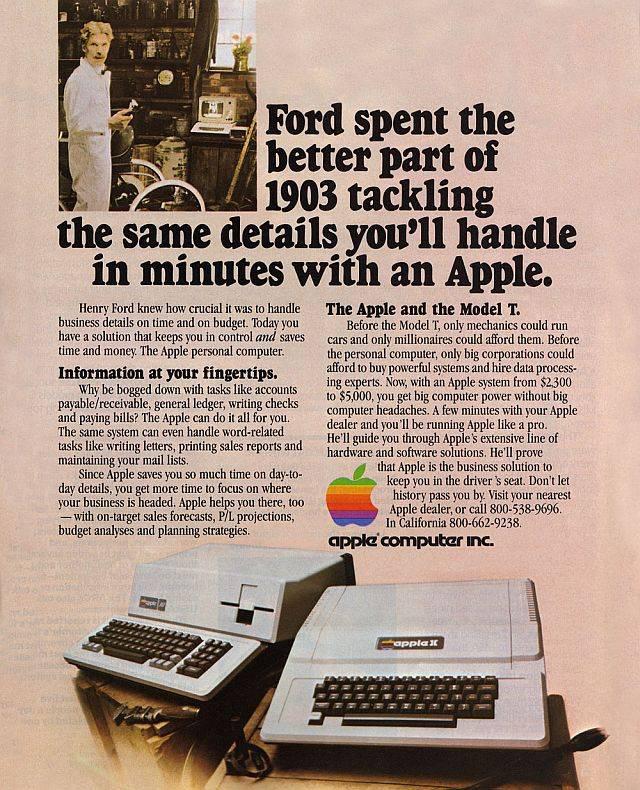 Ford spent the
better part of
1903 tackling
the same details you'll handle
in minutes with an Apple.
Henry Ford knew how crucial it was to handle
business details on time and on budget. Today you
have a solution that keeps you in control and saves
time and money. The Apple personal computer.
Information at your fingertips.
Why be bogged down with tasks like accounts
payable/receivable, general ledger, writing checks
and paying bills? The Apple can do it all for you.
The same system can even handle word-related
tasks like writing letters, printing sales reports and
maintaining your mail lists.
Since Apple saves you so much time on day-to-
day details, you get more time to focus on where
your business is headed. Apple helps you there, too
— with on-target sales forecasts, P/L projections,
budget analyses and planning strategies.
The Apple and the Model T.
Before the Model T, only mechanics could run
cars and only millionaires could afford them. Before
the personal computer, only big corporations could
afford to buy powerful systems and hire data process-
ing experts. Now, with an Apple system from $2,300
to $5,000, you get big computer power without big
computer headaches. A few minutes with your Apple
dealer and you'll be running Apple like a pro.
He'll guide you through Apple's extensive line of
hardware and software solutions. He'll prove
that Apple is the business solution to
keep you in the driver 's seat. Don't let
history pass you by. Visit your nearest
Apple dealer, or call 800-538-9696.
In California 800-662-9238.
apple computer inc.
apple ///
apple ][